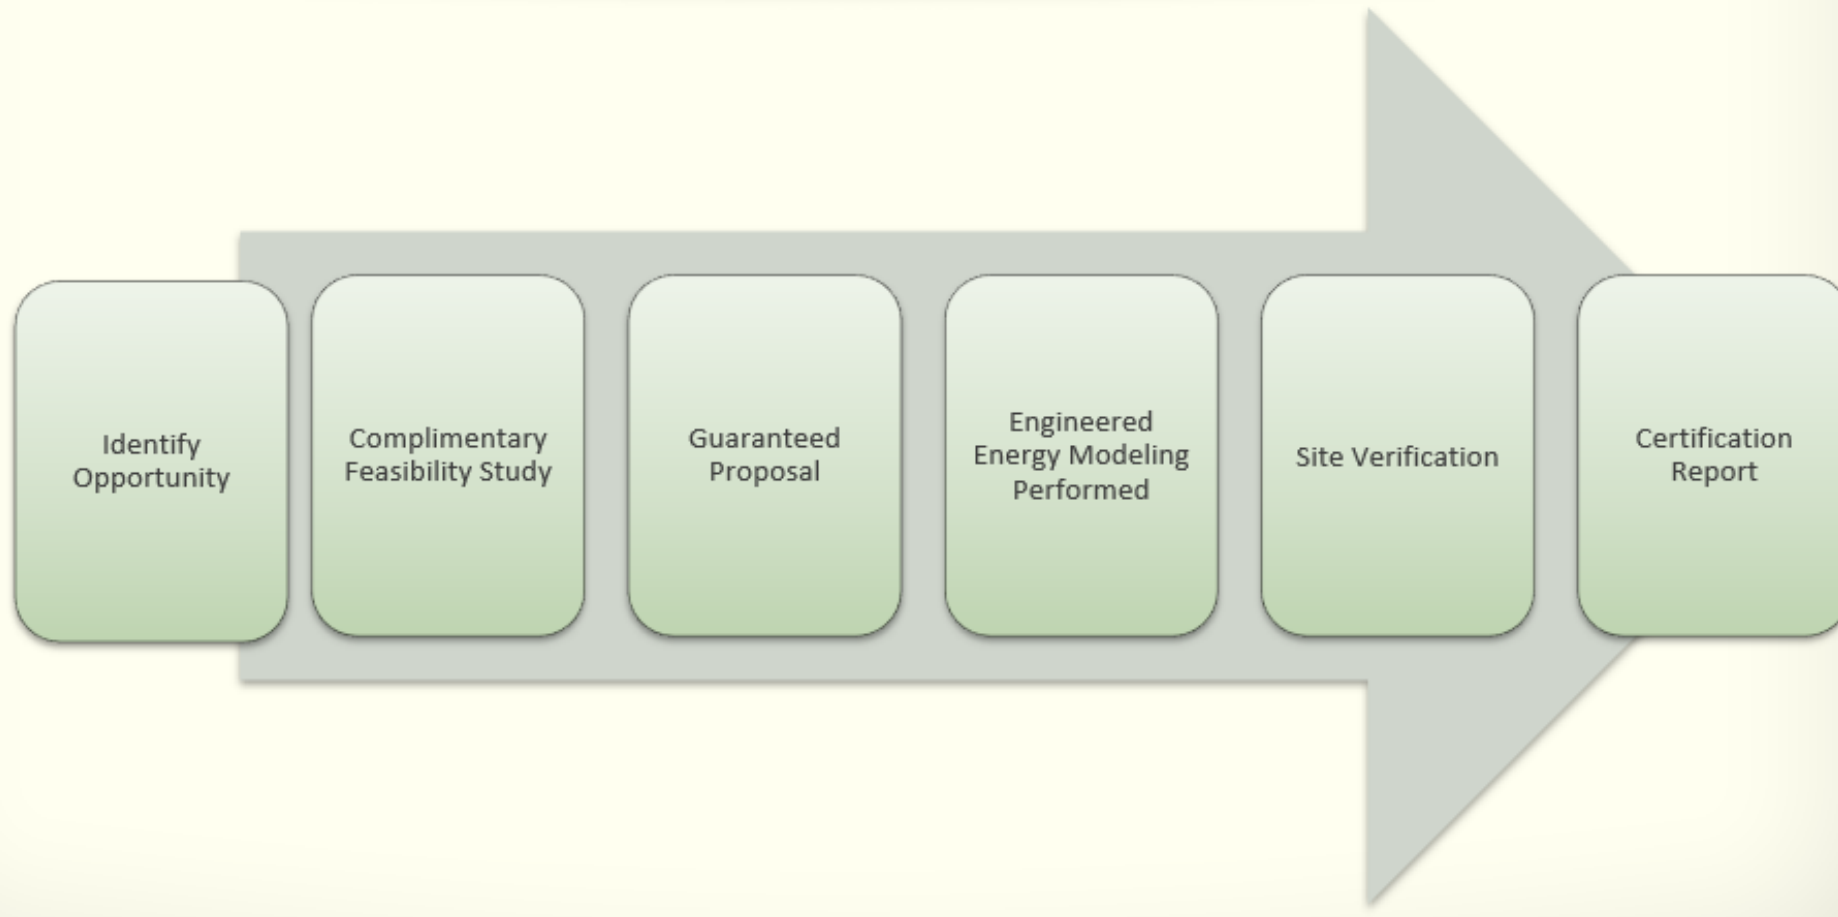 Identify
Opportunity
Complimentary
Feasibility Study
Guaranteed
Proposal
Engineered
Energy Modeling
Performed
Site Verification
Certification
Report